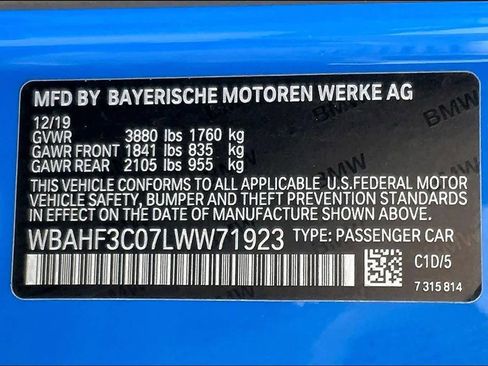 MFD BY BAYERISCHE MOTOREN WERKE AG
12/19
GVWR 3880 lbs 1760 kg
GAWR FRONT 1841 lbs 835 kg
GAWR REAR 2105 lbs 955 kg
THIS VEHICLE CONFORMS TO ALL APPLICABLE U.S.FEDERAL MOTOR
VEHICLE SAFETY, BUMPER AND THEFT PREVENTION STANDARDS
IN EFFECT ON THE DATE OF MANUFACTURE SHOWN ABOVE.
WBAHF3C07LWW71923 TYPE: PASSENGER CAR
C1D/5
7 315 814
BMW
BMW
BMW